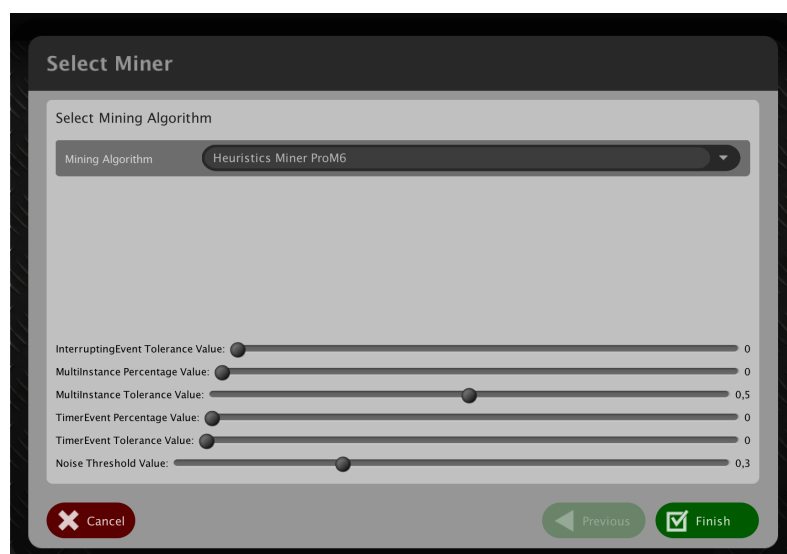 Select Miner
Select Mining Algorithm
Mining Algorithm Heuristics Miner ProM6
InterruptingEvent Tolerance Value: 0
MultiInstance Percentage Value: 0
MultiInstance Tolerance Value: 0,5
TimerEvent Percentage Value: 0
TimerEvent Tolerance Value: 0
Noise Threshold Value: 0,3
Cancel Previous Finish